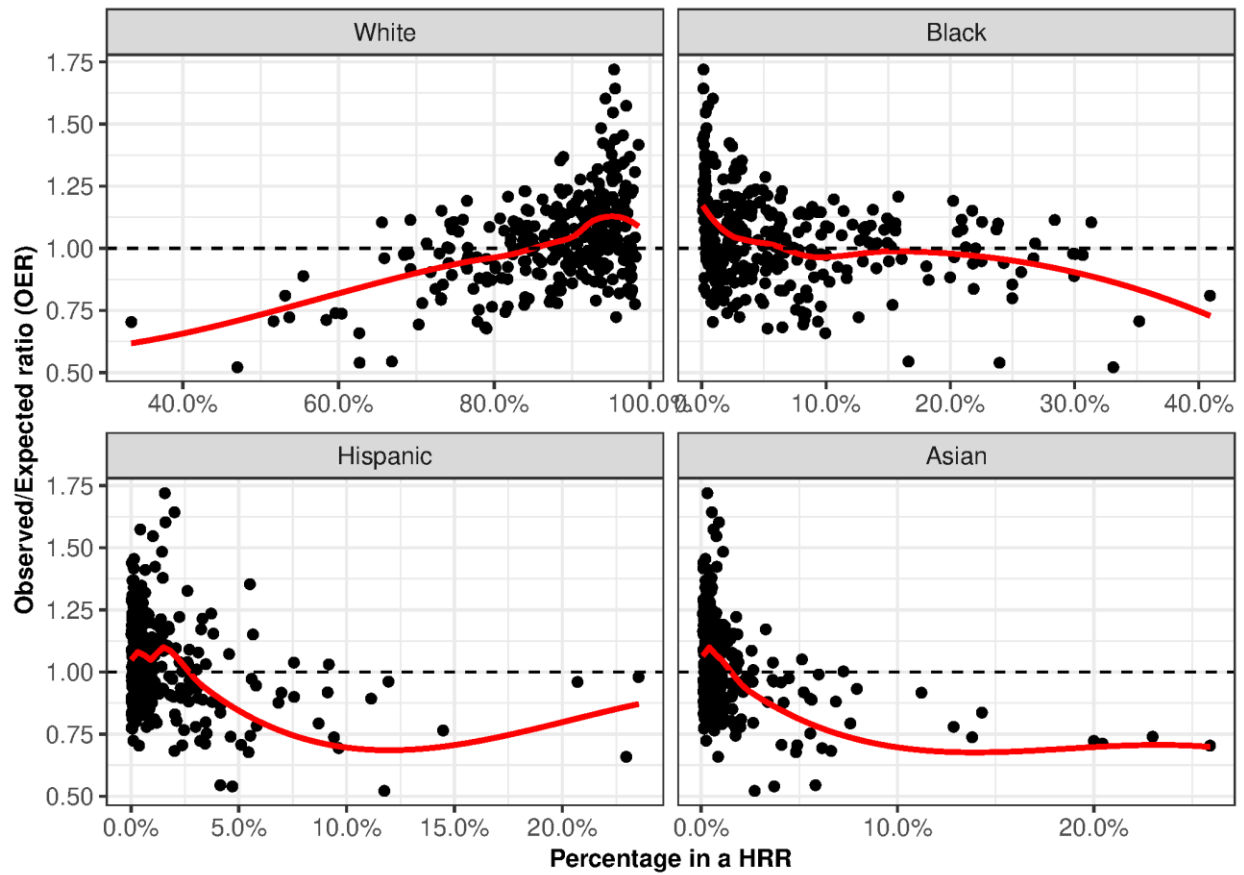 White Black
1.75
1.50
1.25
1.00
0.75
0.50
40.0% 60.0% 80.0% 100.0% 0.0% 10.0% 20.0% 30.0% 40.0%
Hispanic Asian
1.75
1.50
1.25
1.00
0.75
0.50
0.0% 5.0% 10.0% 15.0% 20.0% 0.0% 10.0% 20.0%
Observed/Expected ratio (OER)
Percentage in a HRR